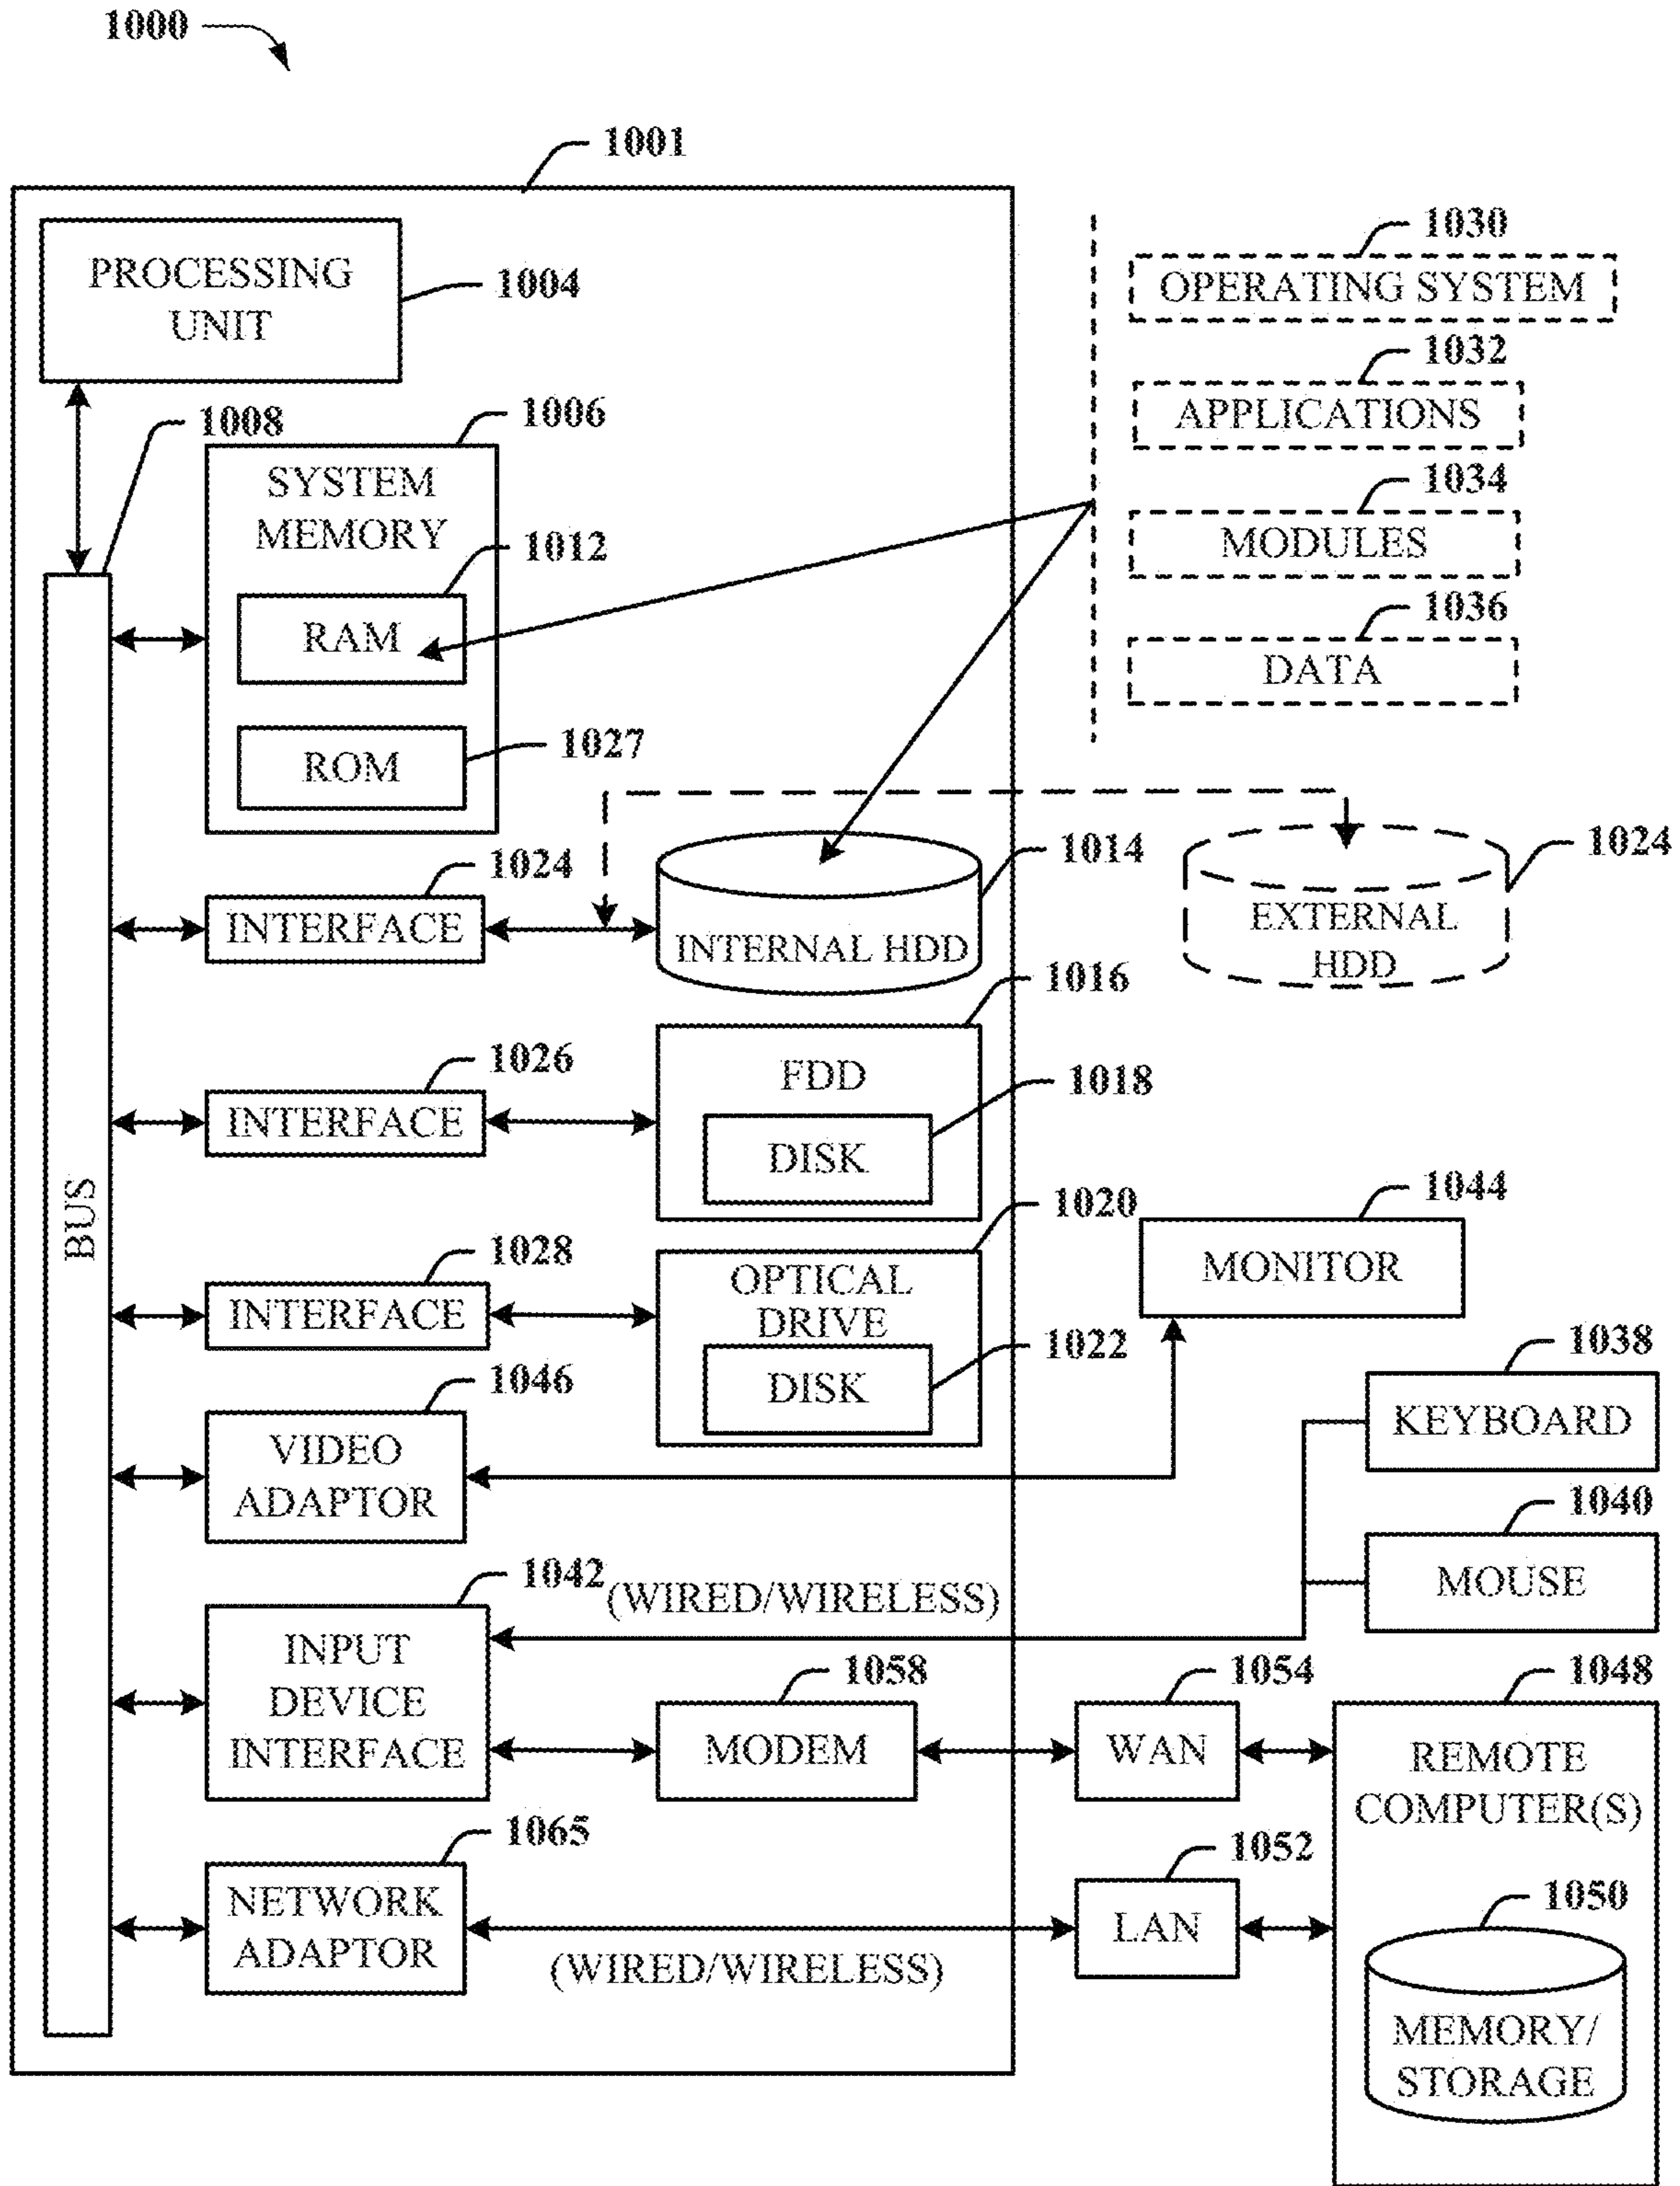 1000
1001
PROCESSING
UNIT
1004
1030
OPERATING SYSTEM
1032
APPLICATIONS
1034
MODULES
1036
DATA
1008
1006
SYSTEM
MEMORY
1012
RAM
1027
ROM
1024
INTERFACE
1014
INTERNAL HDD
1024
EXTERNAL
HDD
1016
1026
INTERFACE
FDD
1018
DISK
BUS
1020
1028
INTERFACE
OPTICAL
DRIVE
1022
DISK
1044
MONITOR
1046
VIDEO
ADAPTOR
1038
KEYBOARD
1040
MOUSE
1042
(WIRED/WIRELESS)
INPUT
DEVICE
INTERFACE
1058
MODEM
1054
WAN
1048
REMOTE
COMPUTER(S)
1065
NETWORK
ADAPTOR
(WIRED/WIRELESS)
1052
LAN
1050
MEMORY/
STORAGE